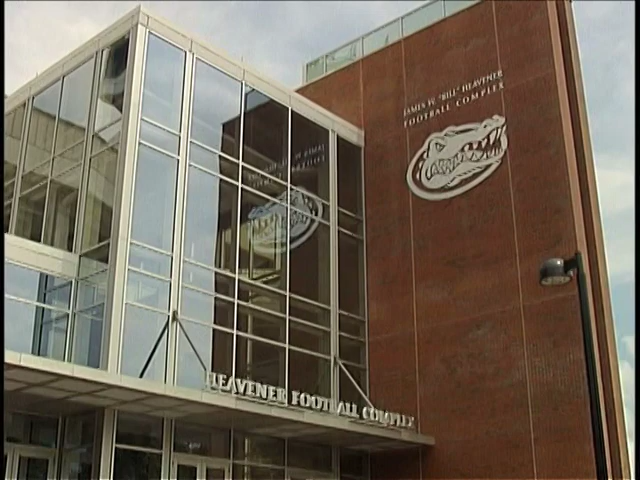 JAMES W. "BILL" HEAVENER
FOOTBALL COMPLEX
HEAVENER FOOTBALL COMPLEX